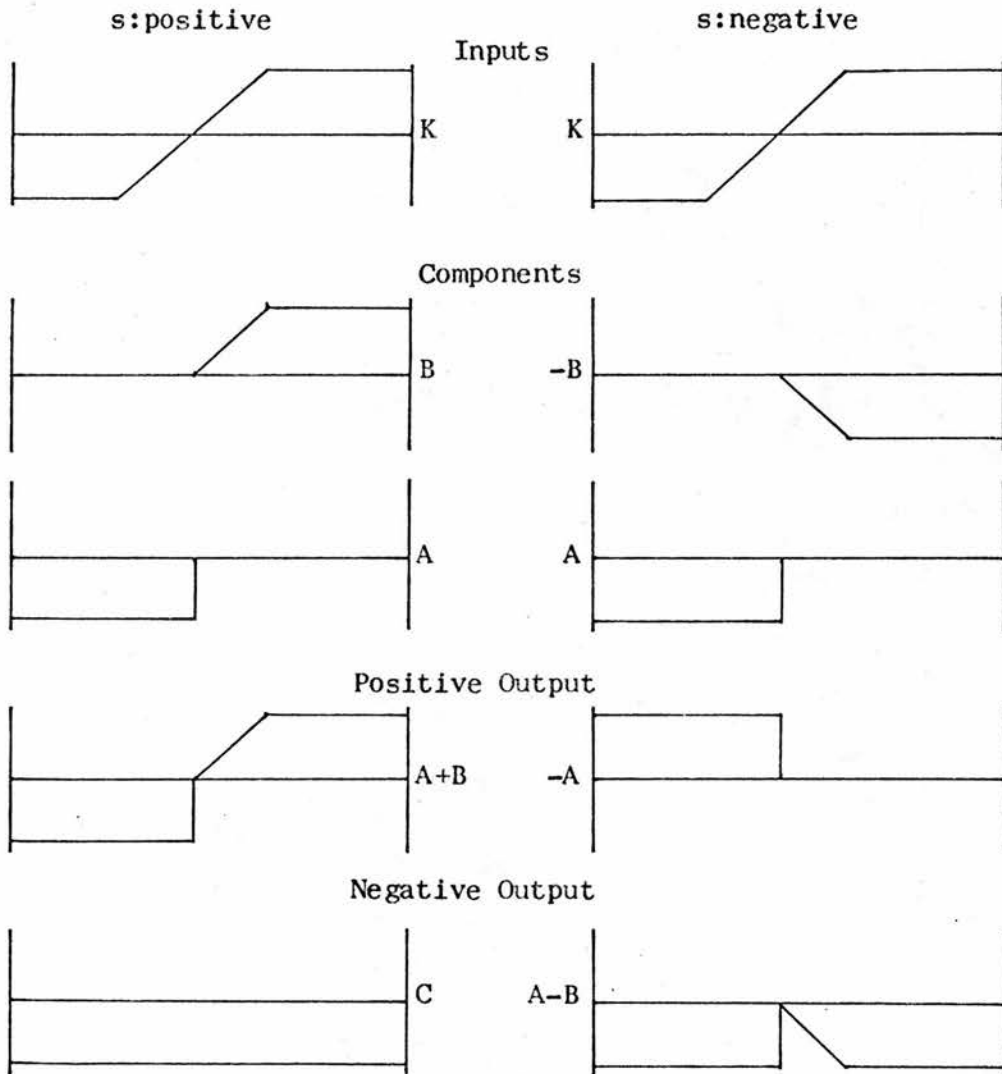 s:positive s:negative
Inputs
K K
Components
B -B
A A
Positive Output
A+B -A
Negative Output
C A-B